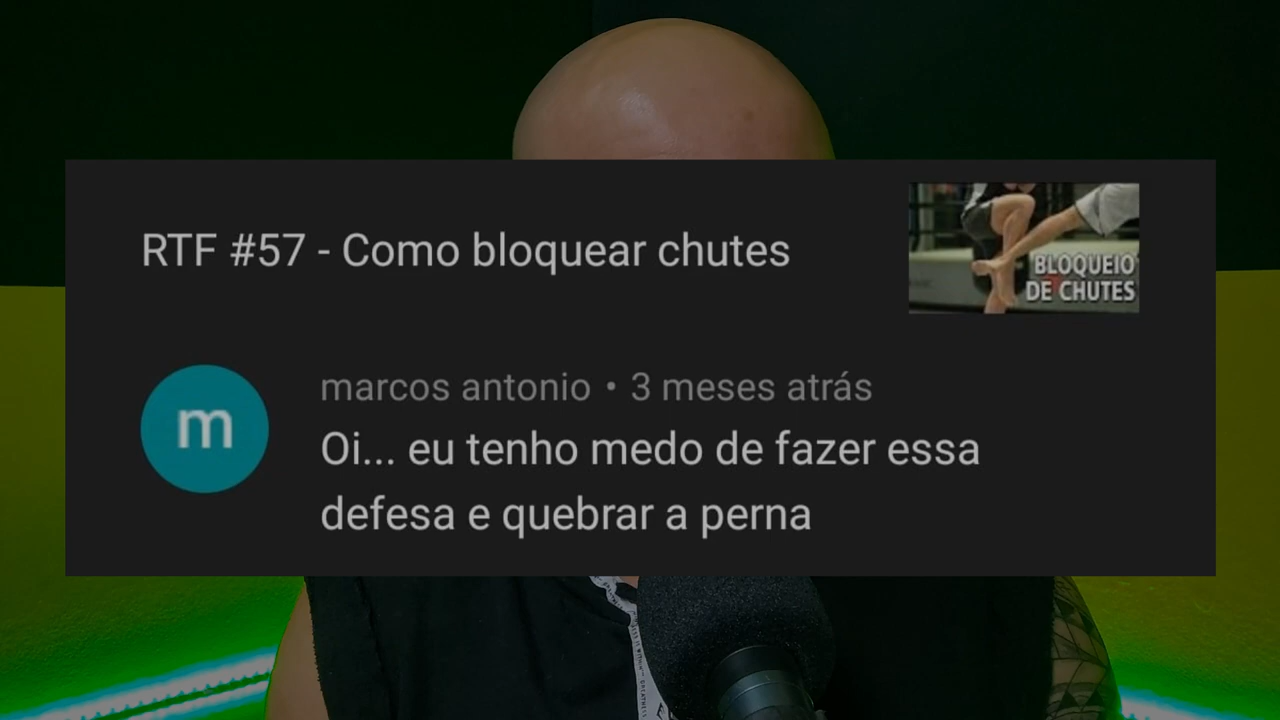 RTF #57 - Como bloquear chutes
BLOQUEIO
DE CHUTES
m
marcos antonio • 3 meses atrás
Oi... eu tenho medo de fazer essa
defesa e quebrar a perna